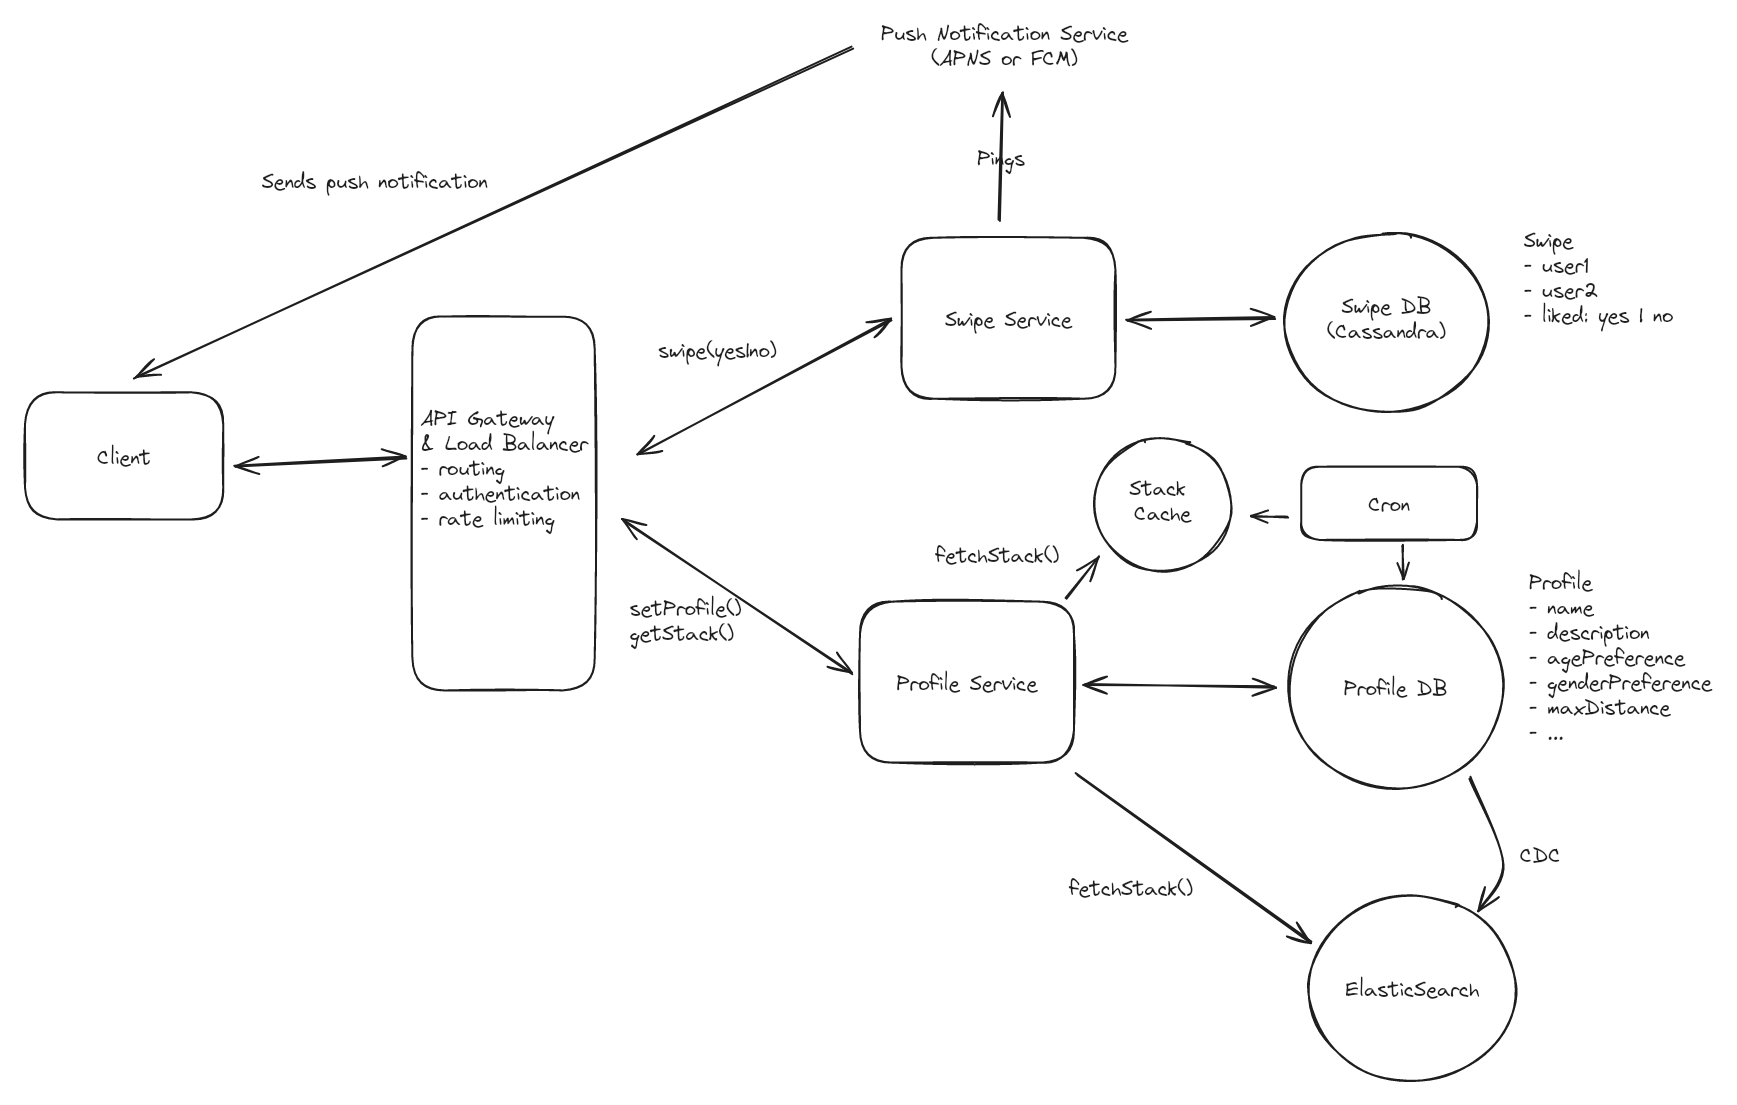 Push Notification Service
(APNS or FCM)
Pings
Sends push notification
Swipe Service
Swipe DB
(Cassandra)
Swipe
- user1
- user2
- liked: yes | no
swipe(yes|no)
Client
API Gateway
& Load Balancer
- routing
- authentication
- rate limiting
Stack
Cache
Cron
fetchStack()
setProfile()
getStack()
Profile Service
Profile DB
Profile
- name
- description
- agePreference
- genderPreference
- maxDistance
- ...
CDC
fetchStack()
ElasticSearch